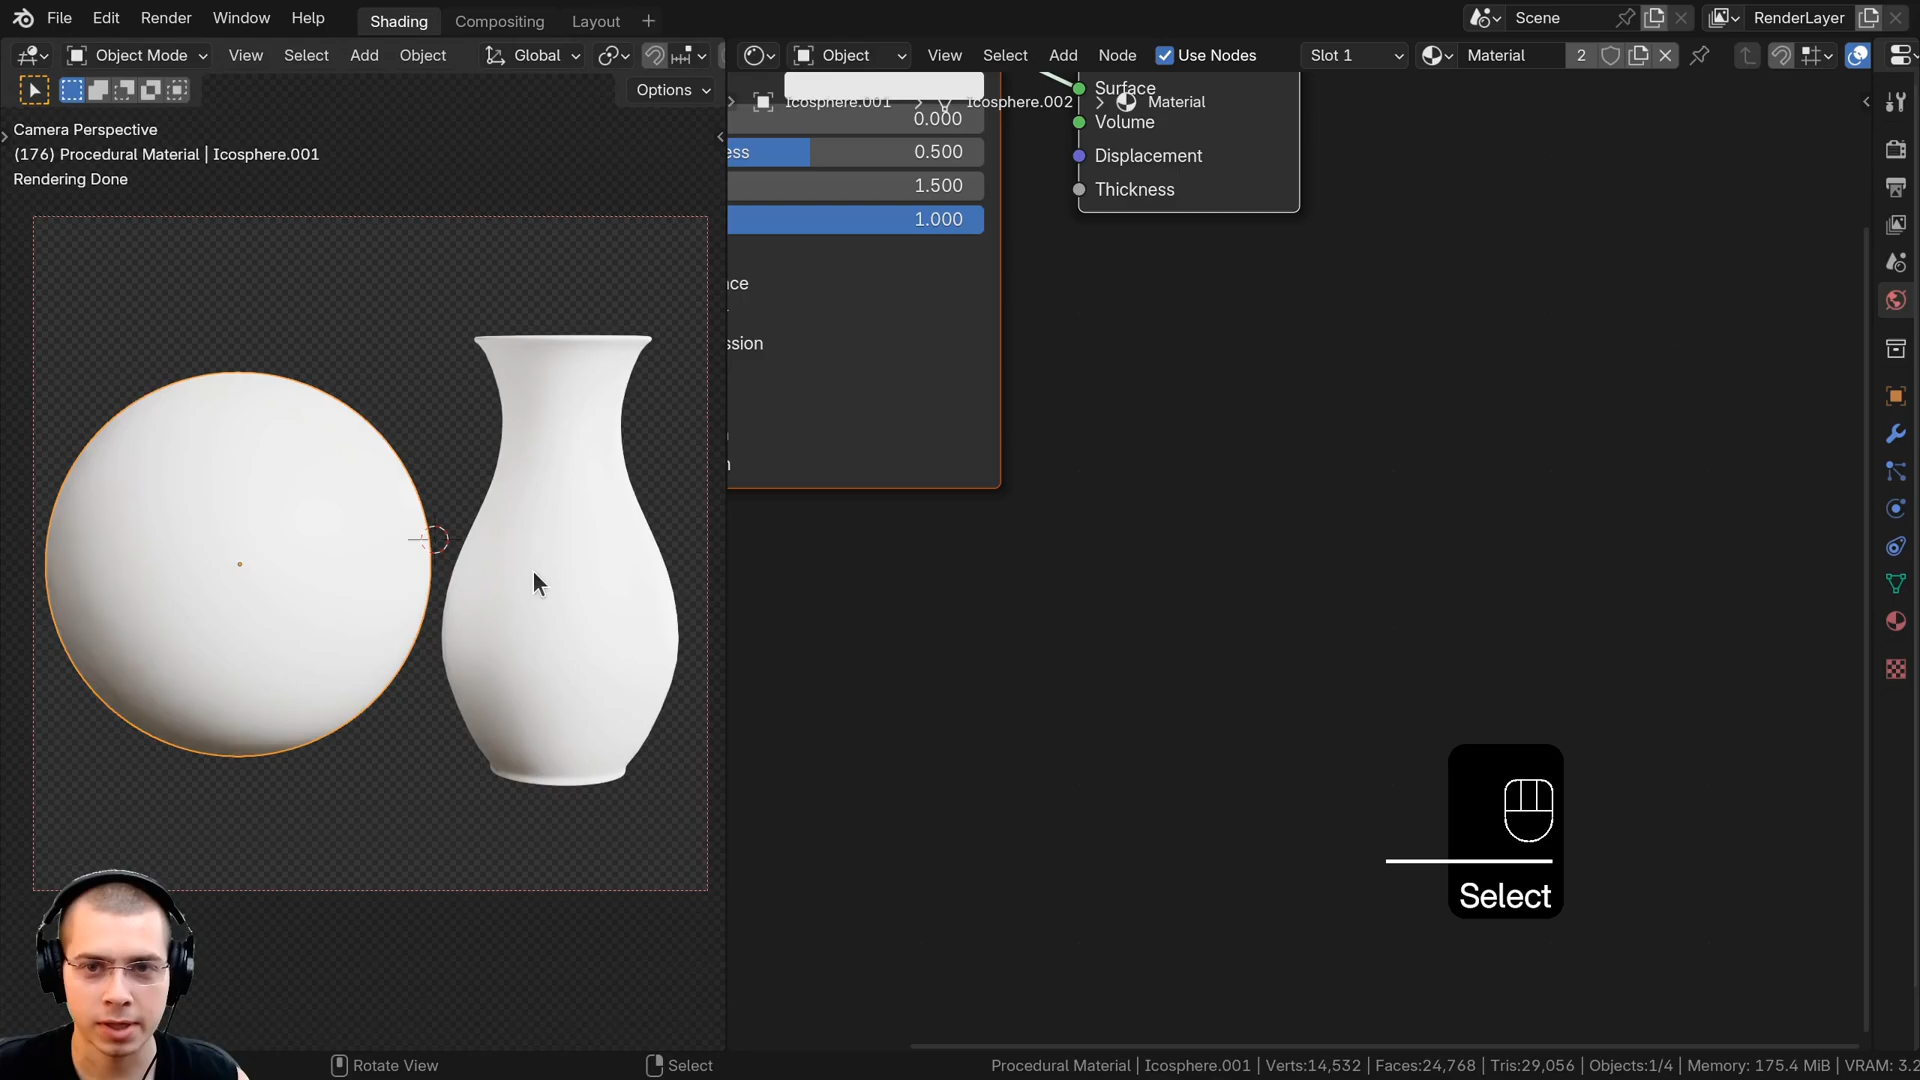 File Edit Render Window Help Shading Compositing Layout + Scene RenderLayer
Object Mode View Select Add Object Global Object View Select Add Node Use Nodes Slot 1 Material 2
Options
Icosphere.001 > Icosphere.002 > Material
Camera Perspective
(176) Procedural Material | Icosphere.001
Rendering Done
0.000
ess 0.500
1.500
1.000
ce
ssion
Surface
Volume
Displacement
Thickness
Select
Rotate View Select Procedural Material | Icosphere.001 | Verts:14,532 | Faces:24,768 | Tris:29,056 | Objects:1/4 | Memory: 175.4 MiB | VRAM: 3.2